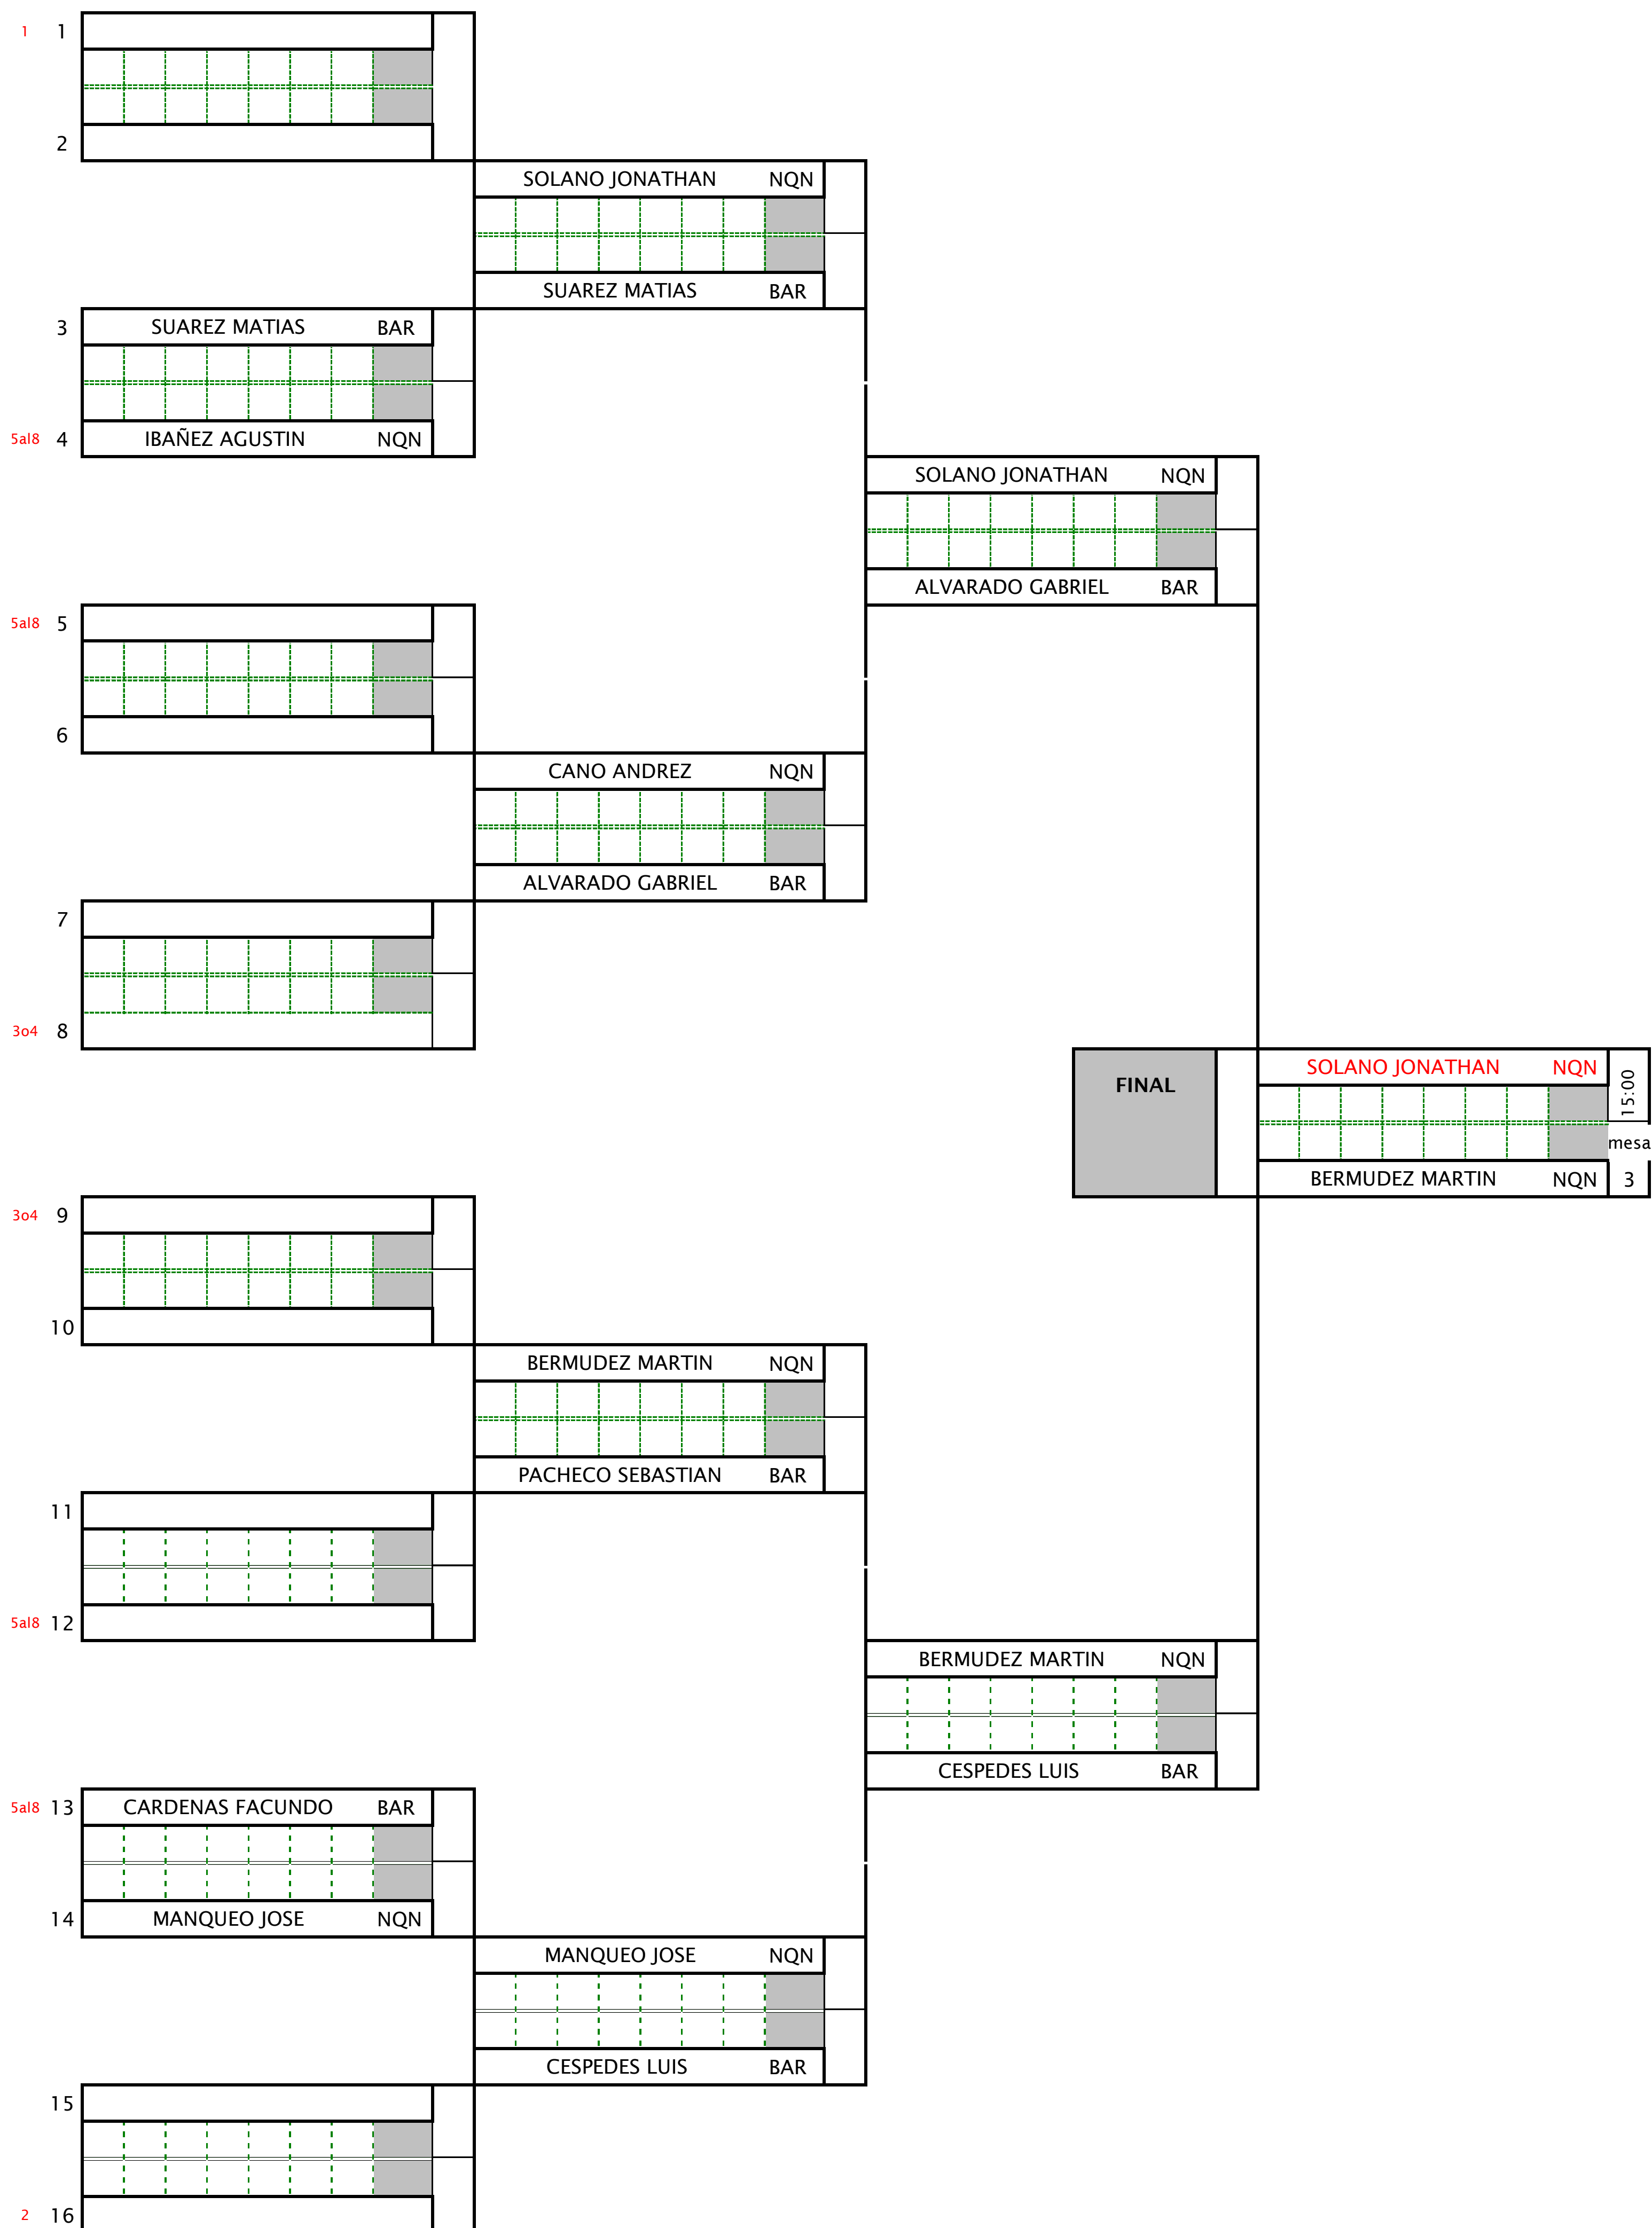 1 1
2
SOLANO JONATHAN NQN
SUAREZ MATIAS BAR
3 SUAREZ MATIAS BAR
5al8 4 IBAÑEZ AGUSTIN NQN
SOLANO JONATHAN NQN
ALVARADO GABRIEL BAR
5al8 5
6
CANO ANDREZ NQN
ALVARADO GABRIEL BAR
7
3o4 8
FINAL SOLANO JONATHAN NQN 15:00
mesa
BERMUDEZ MARTIN NQN 3
3o4 9
10
BERMUDEZ MARTIN NQN
PACHECO SEBASTIAN BAR
11
5al8 12
BERMUDEZ MARTIN NQN
CESPEDES LUIS BAR
5al8 13 CARDENAS FACUNDO BAR
14 MANQUEO JOSE NQN
MANQUEO JOSE NQN
CESPEDES LUIS BAR
15
2 16